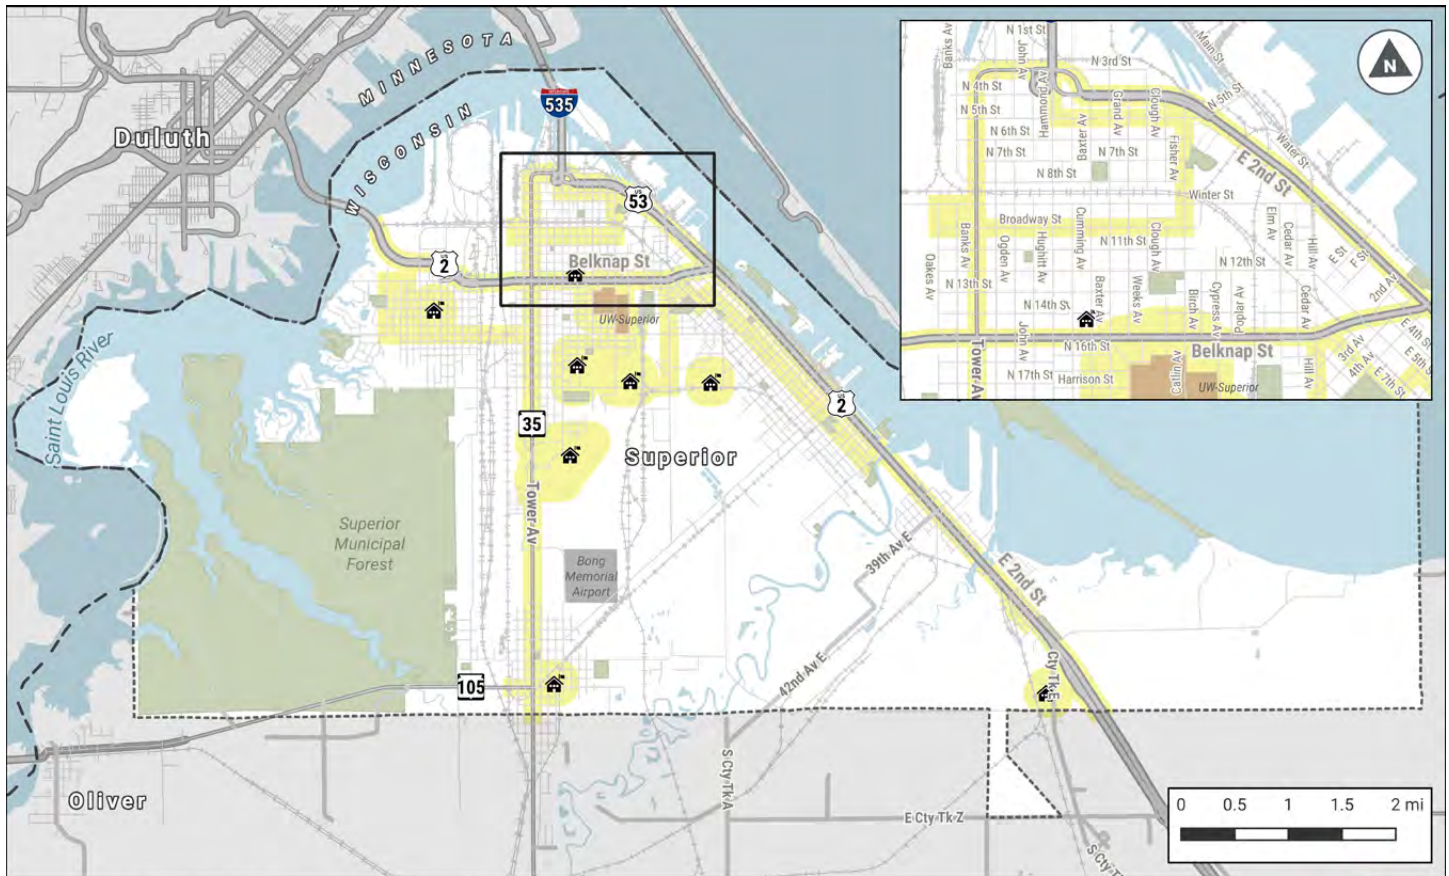 MINNESOTA
WISCONSIN
Duluth
INTERSTATE
535
US
53
US
2
Belknap St
UW-Superior
Saint Louis River
35
US
2
Superior
Tower Av
Superior
Municipal
Forest
Bong
Memorial
Airport
39th Av E
E 2nd St
42nd Av E
105
Cty Tk E
Oliver
S Cty Tk A
E Cty Tk Z
S Cty T
0 0.5 1 1.5 2 mi
N
Banks Av
N 1st St
John Av
N 3rd St
Main St
N 4th St
N 5th St
N 5th St
Hammond Av
Grand Av
Clough Av
N 6th St
Baxter Av
N 7th St
N 7th St
Fisher Av
Water St
E 2nd St
N 8th St
Winter St
Broadway St
Banks Av
Ogden Av
Hughitt Av
Cumming Av
N 11th St
Clough Av
Elm Av
Cedar Av
Hill Av
E St
F St
Oakes Av
N 12th St
N 13th St
2nd Av
N 14th St
Baxter Av
Weeks Av
Birch Av
Cypress Av
Poplar Av
Cedar Av
John Av
N 16th St
Belknap St
E 4th St
3rd Av
4th Av
E 5th St
E 7th St
Tower Av
N 17th St
Harrison St
Catlin Av
UW-Superior
Hill Av